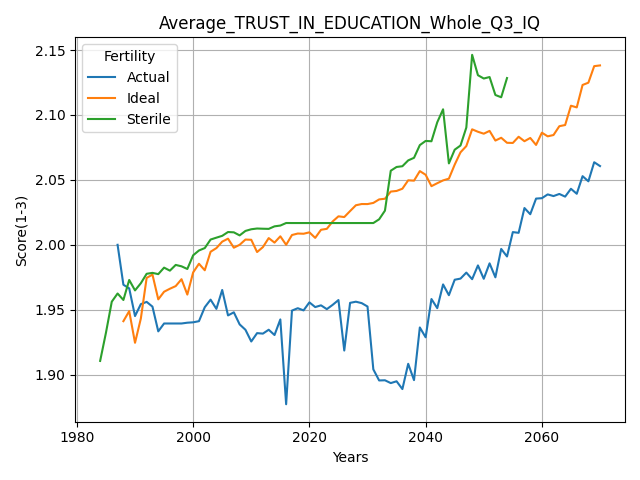 Average_TRUST_IN_EDUCATION_Whole_Q3_IQ
Fertility
Actual
Ideal
Sterile
Score(1-3)
2.15
2.10
2.05
2.00
1.95
1.90
1980
2000
2020
2040
2060
Years